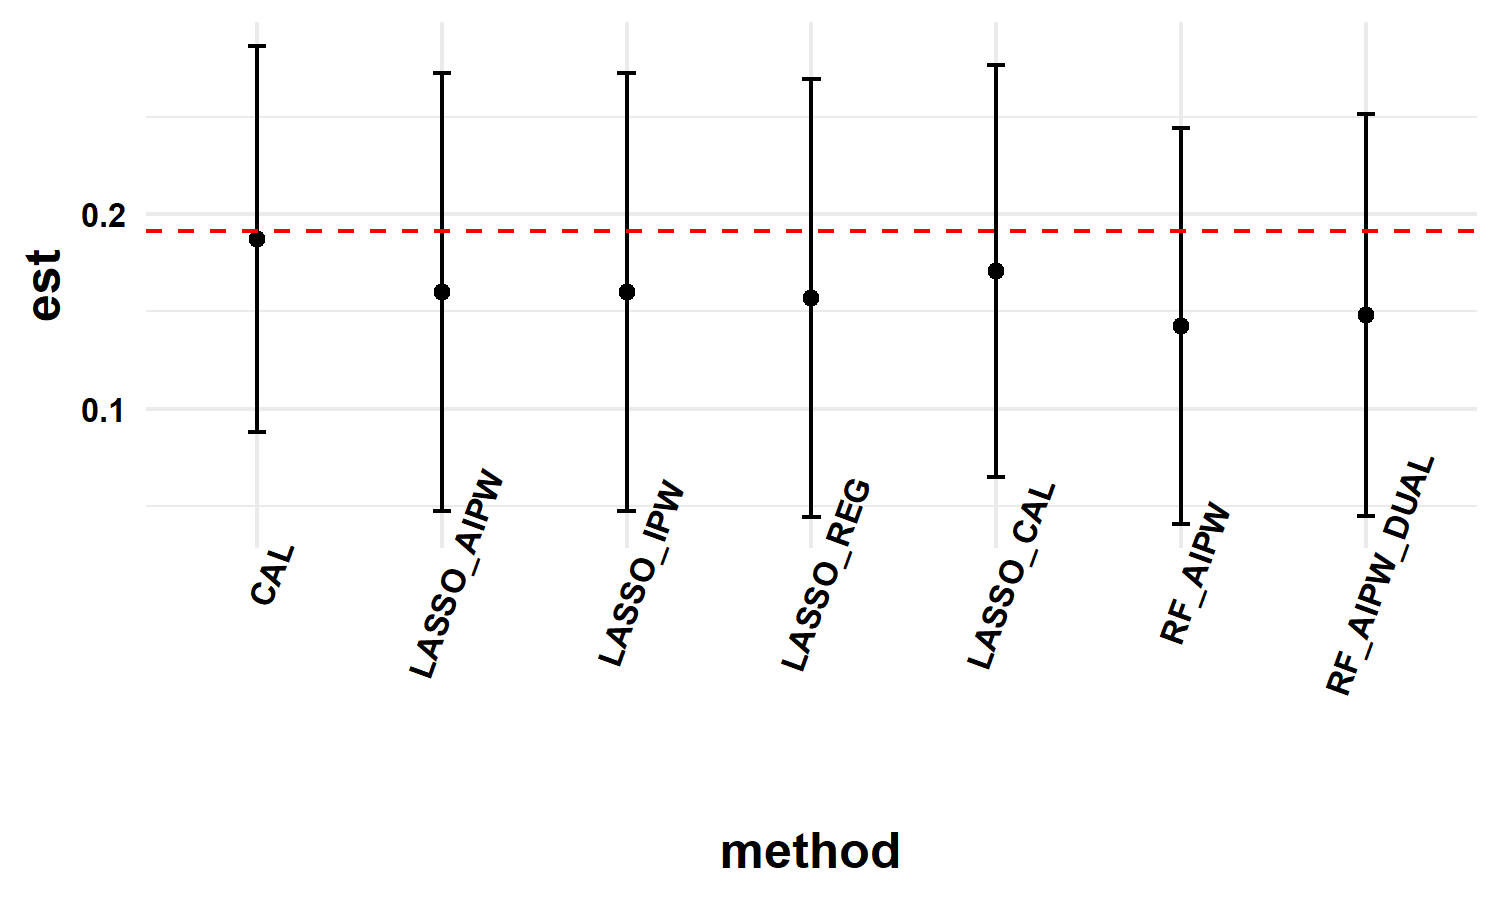 est
0.2
0.1
CAL
LASSO_AIPW
LASSO_IPW
LASSO_REG
LASSO_CAL
RF_AIPW
RF_AIPW_DUAL
method